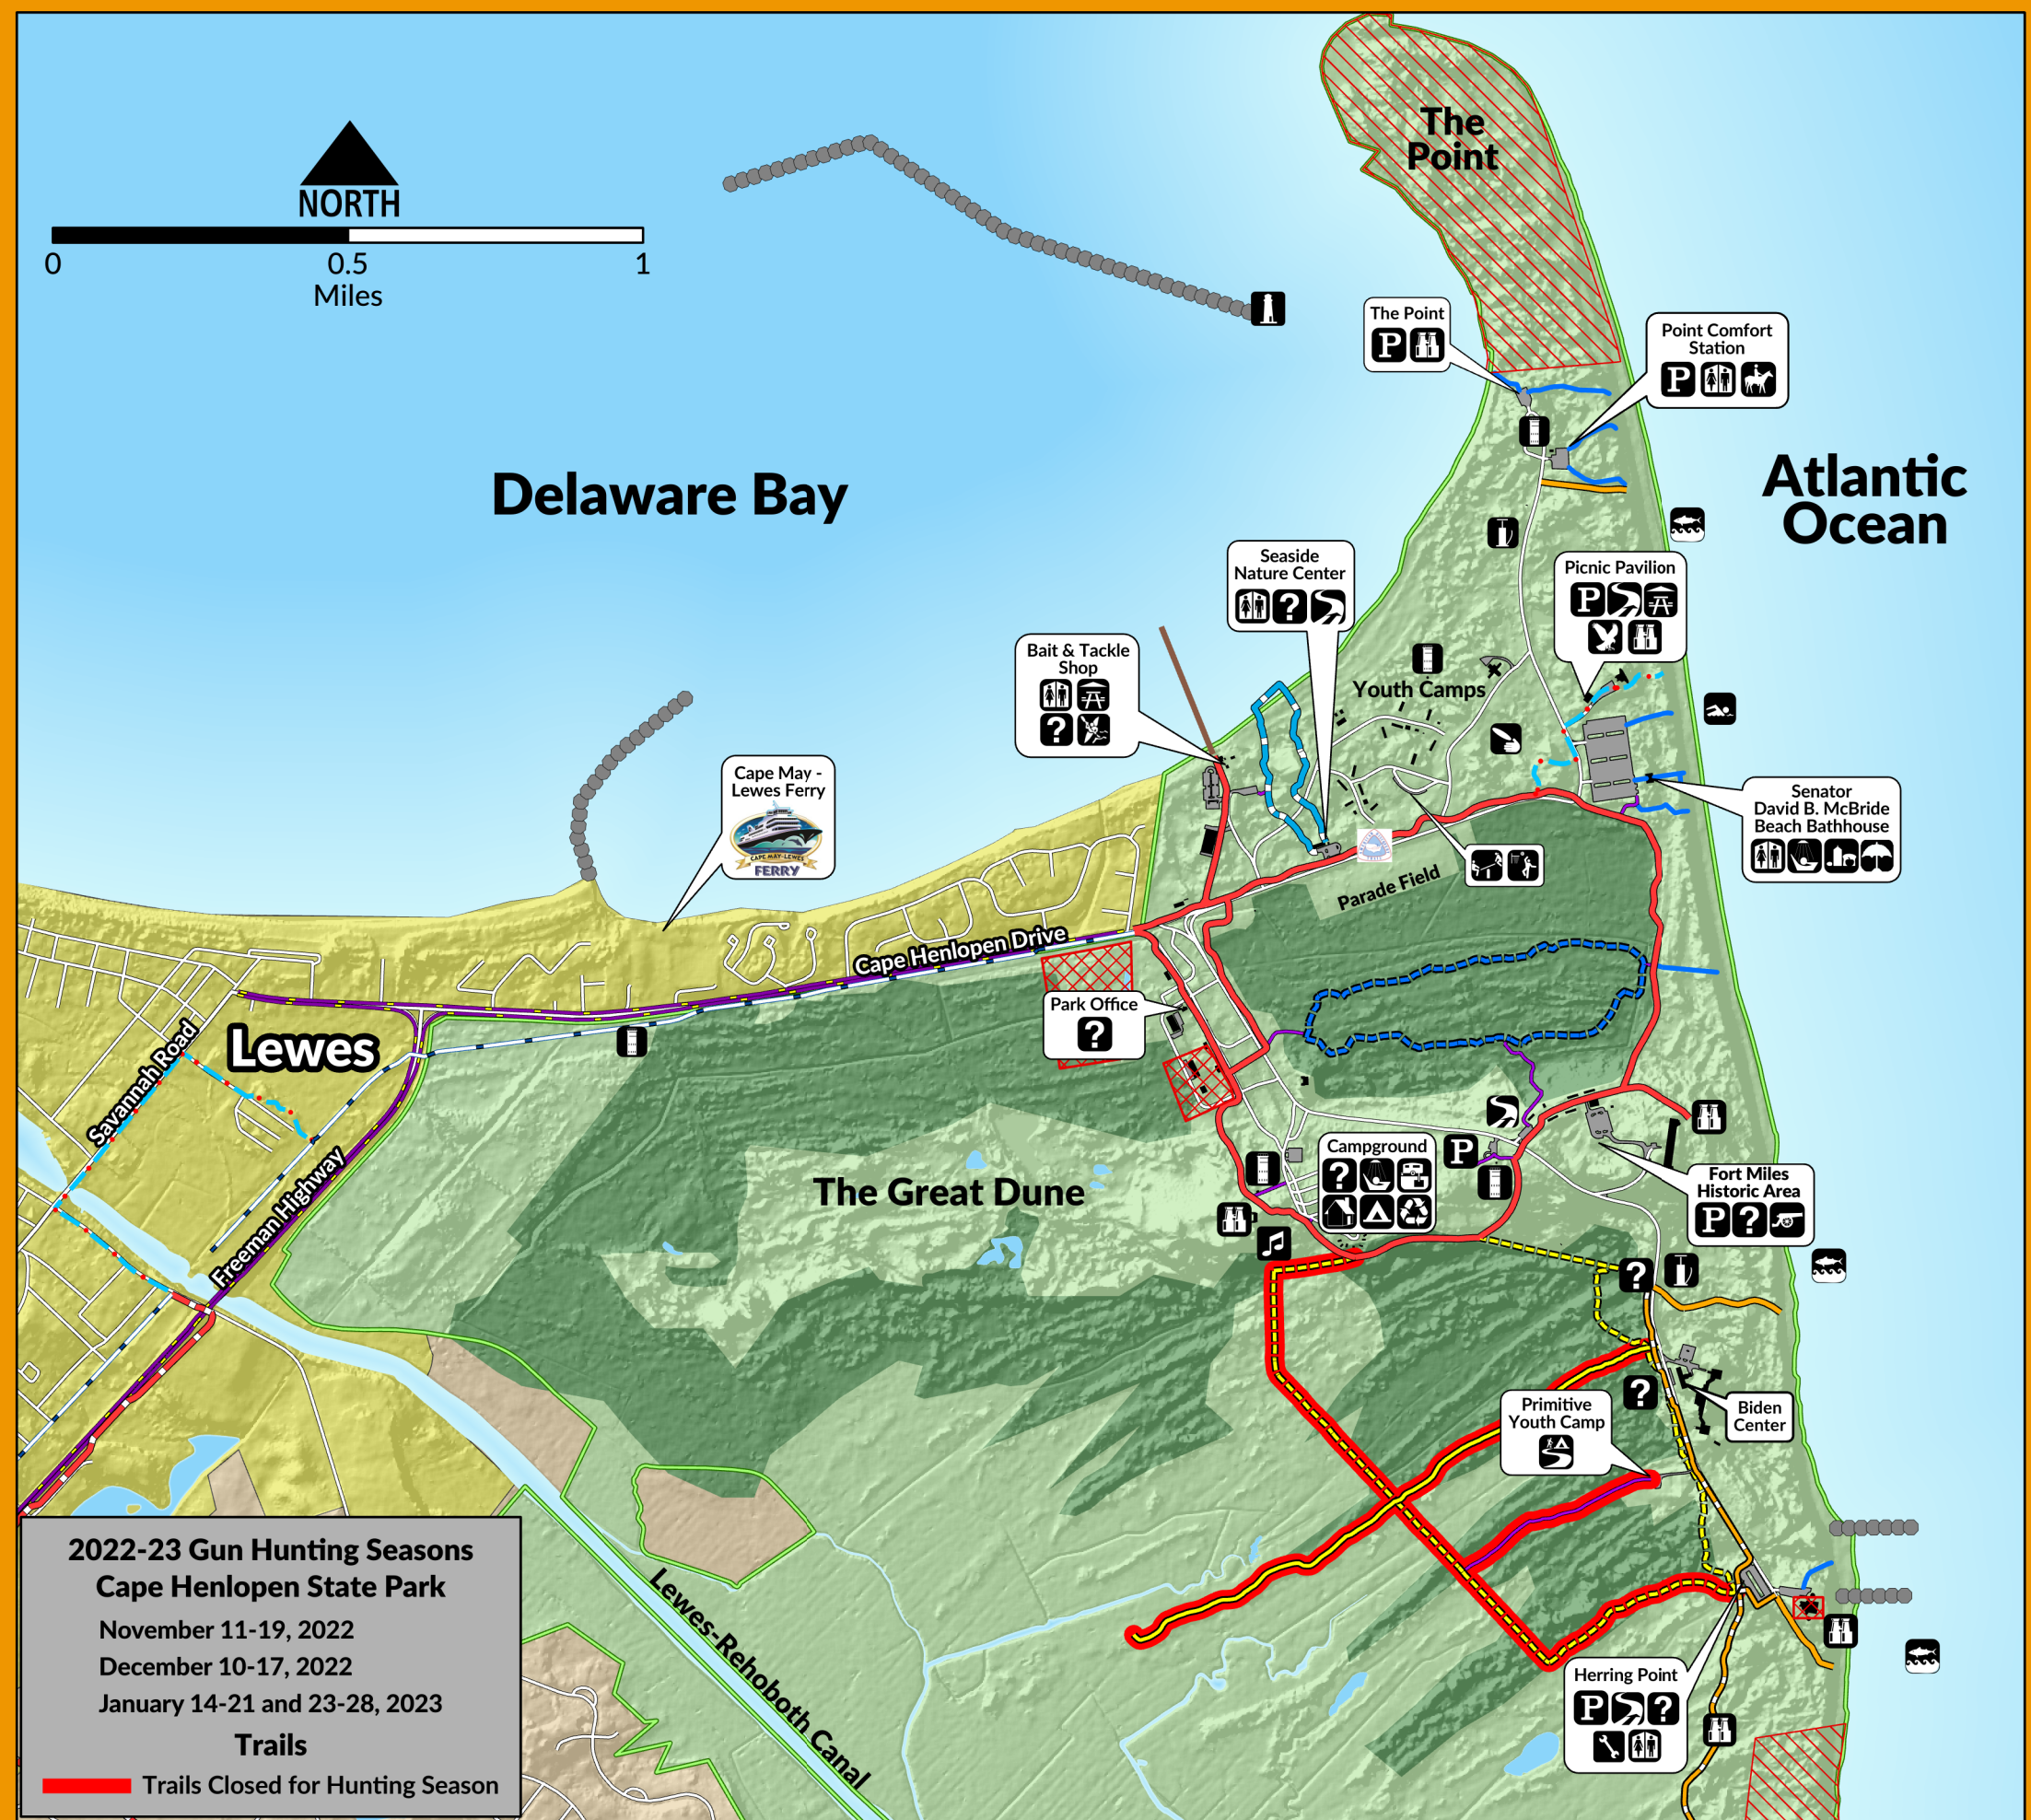 The
Point
NORTH
0
0.5
1
Miles
The Point
P
Point Comfort
Station
P
Delaware Bay
Atlantic
Ocean
Seaside
Nature Center
?
Picnic Pavilion
P
Bait & Tackle
Shop
?
Youth Camps
Cape May -
Lewes Ferry
CAPE MAY-LEWES
FERRY
Senator
David B. McBride
Beach Bathhouse
Parade Field
Cape Henlopen Drive
Park Office
?
Lewes
Savannah Road
Freeman Highway
The Great Dune
Campground
?
P
Fort Miles
Historic Area
P
?
?
?
Biden
Center
Primitive
Youth Camp
Herring Point
P
?
Lewes-Rehoboth Canal
2022-23 Gun Hunting Seasons
Cape Henlopen State Park
November 11-19, 2022
December 10-17, 2022
January 14-21 and 23-28, 2023
Trails
Trails Closed for Hunting Season